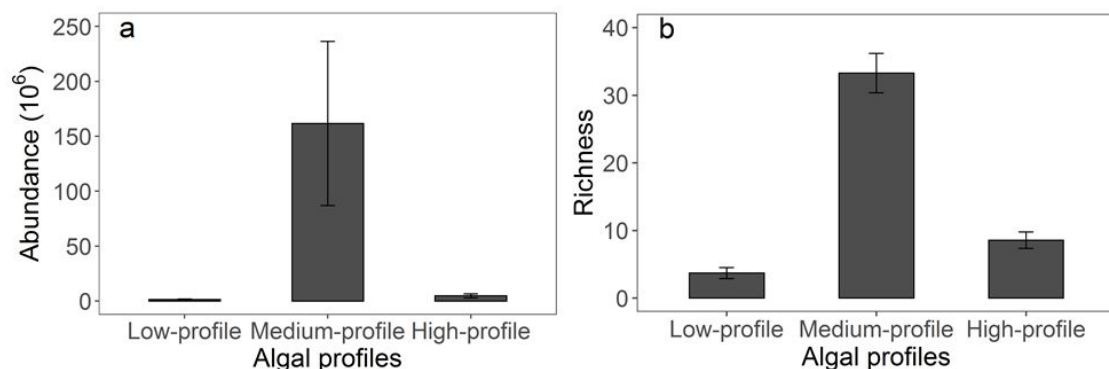 a
Abundance (10⁶)
250
200
150
100
50
0
Low-profile Medium-profile High-profile
Algal profiles
b
Richness
40
30
20
10
0
Low-profile Medium-profile High-profile
Algal profiles